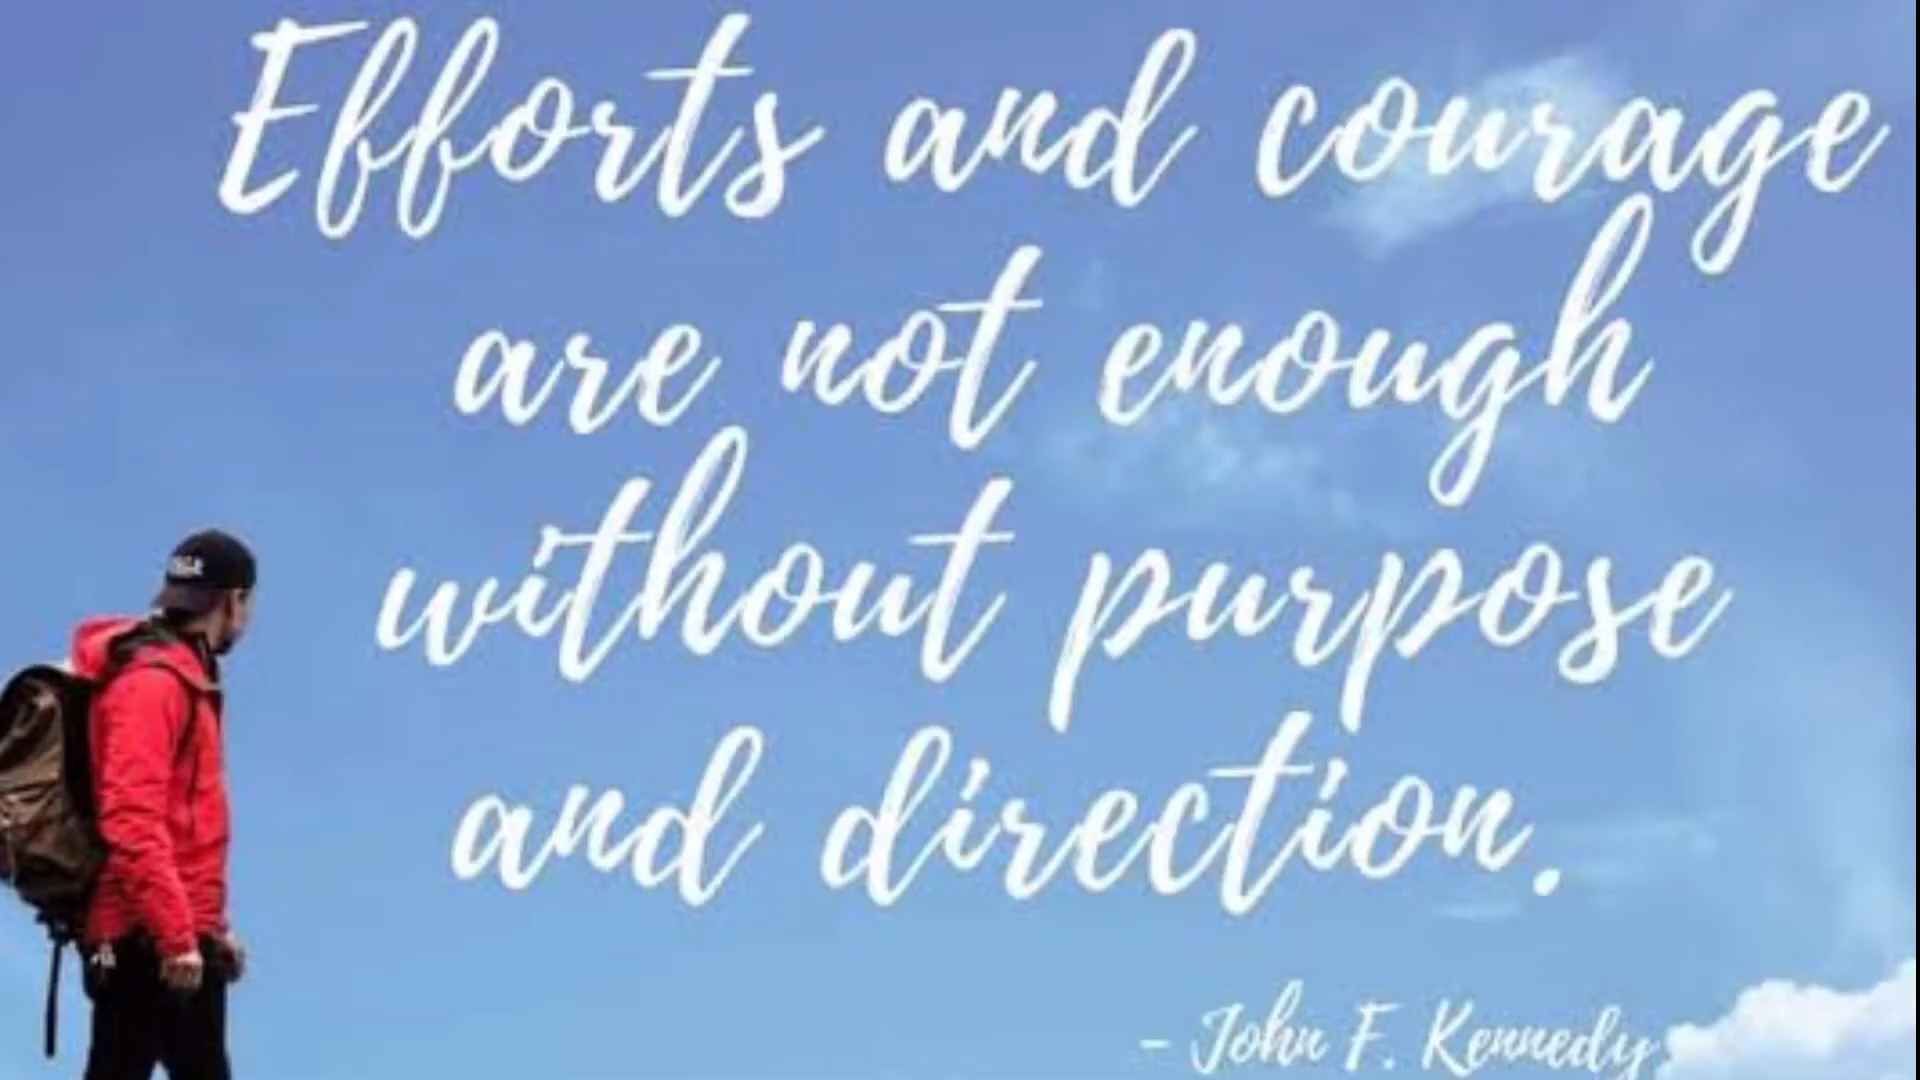 Efforts and courage
are not enough
without purpose
and direction.
- John F. Kennedy